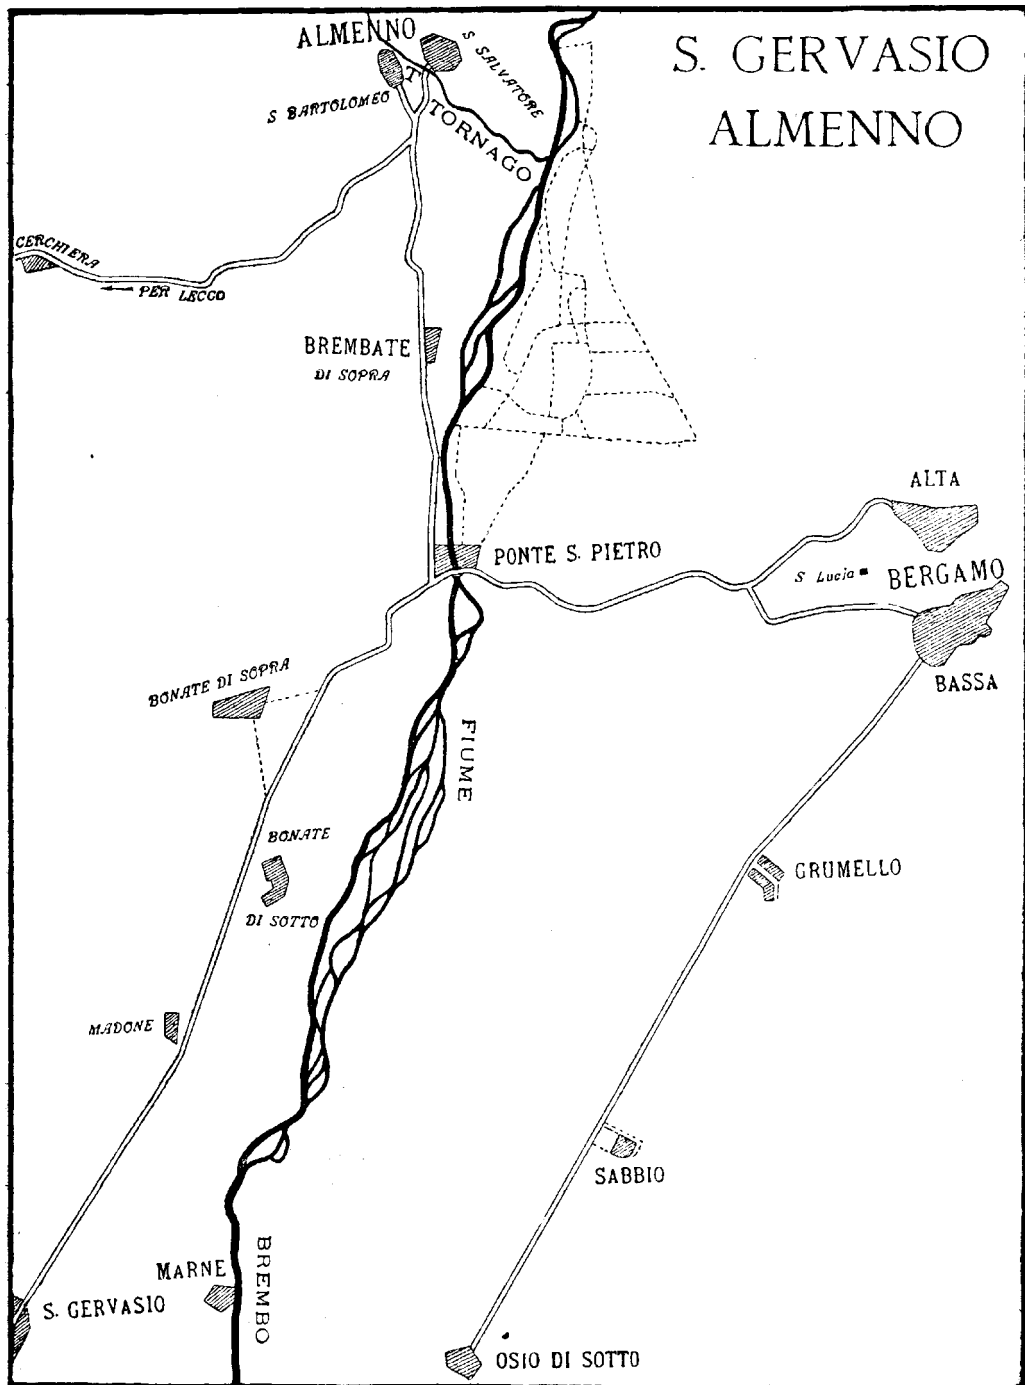 S. GERVASIO
ALMENNO
ALMENNO
S SALVATORE
S BARTOLOMEO
T. TORNAGO
CERCHIERA
PER LECCO
BREMBATE
DI SOPRA
ALTA
PONTE S. PIETRO
S Lucia
BERGAMO
BASSA
BONATE DI SOPRA
FIUME
BONATE
DI SOTTO
GRUMELLO
MADONE
SABBIO
BREMBO
MARNE
S. GERVASIO
OSIO DI SOTTO